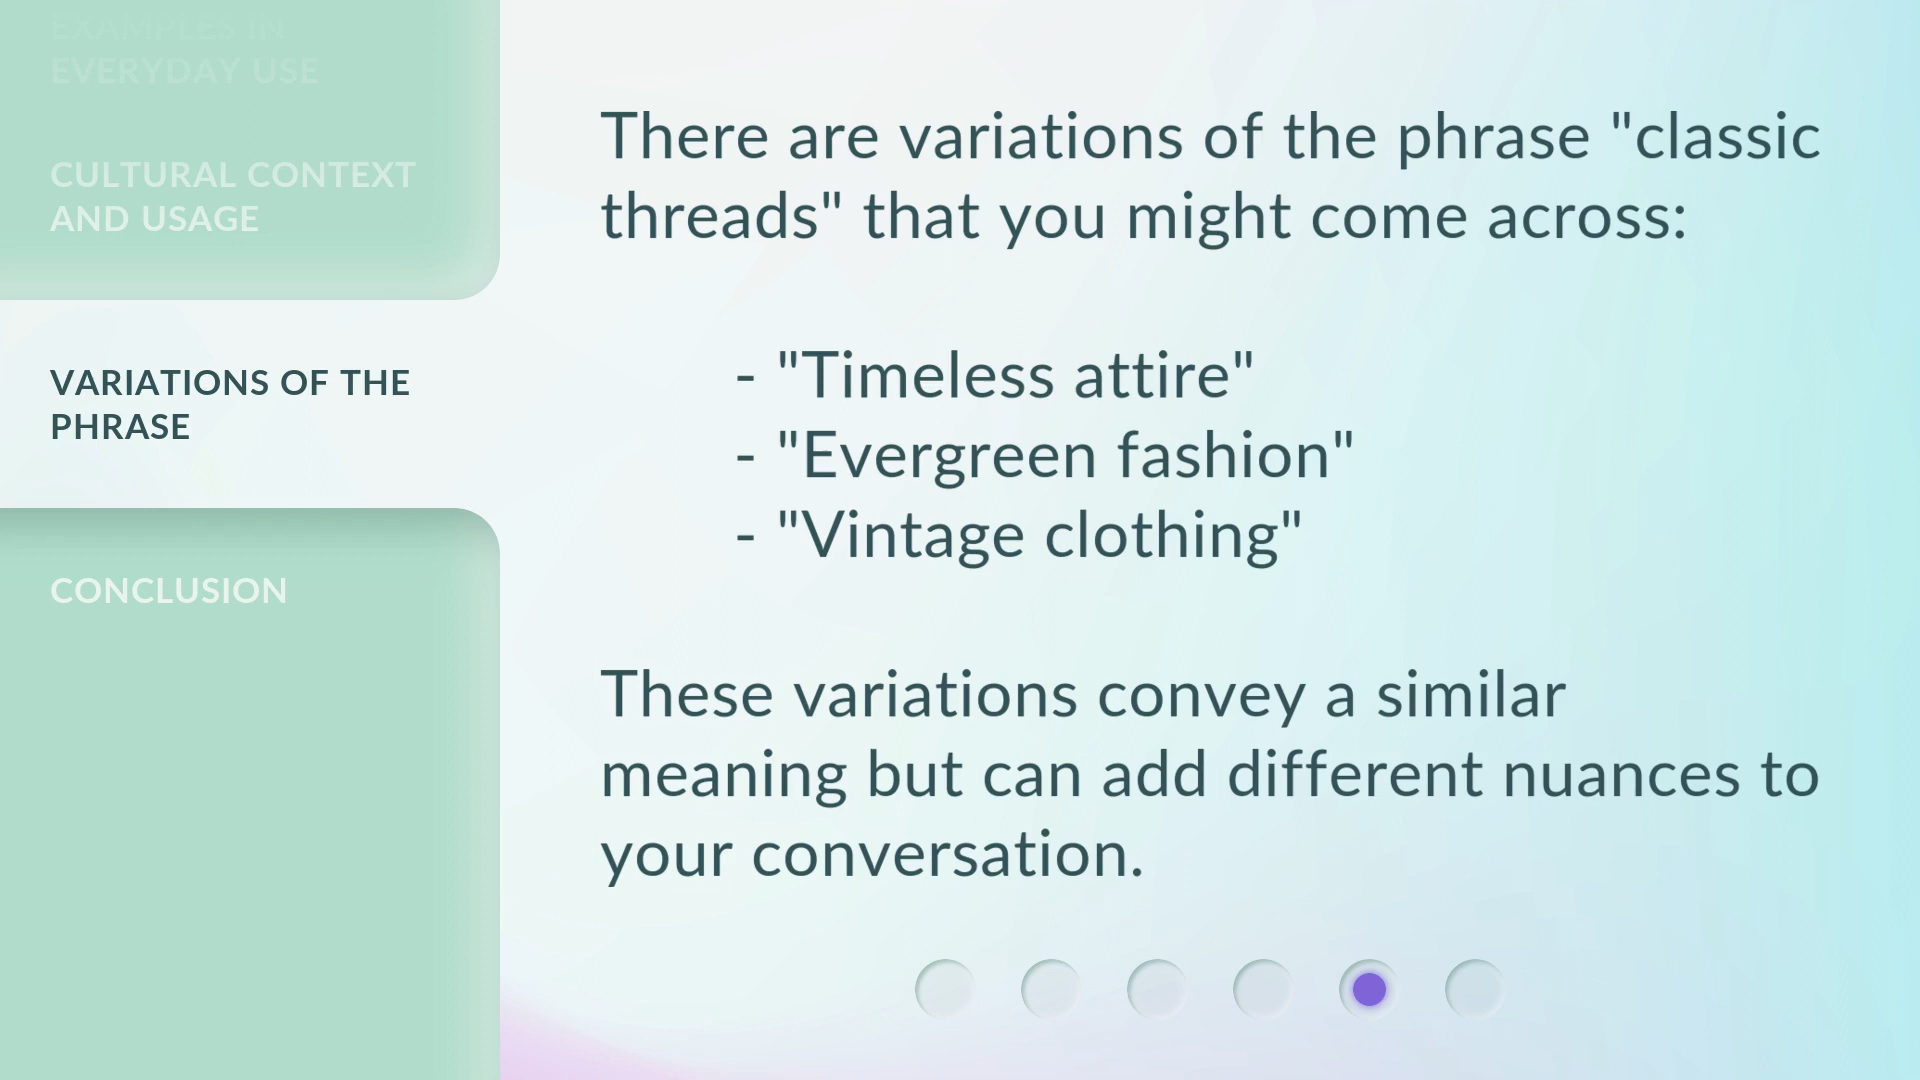 EXAMPLES IN
EVERYDAY USE
CULTURAL CONTEXT
AND USAGE
VARIATIONS OF THE
PHRASE
CONCLUSION
There are variations of the phrase "classic
threads" that you might come across:
- "Timeless attire"
- "Evergreen fashion"
- "Vintage clothing"
These variations convey a similar
meaning but can add different nuances to
your conversation.